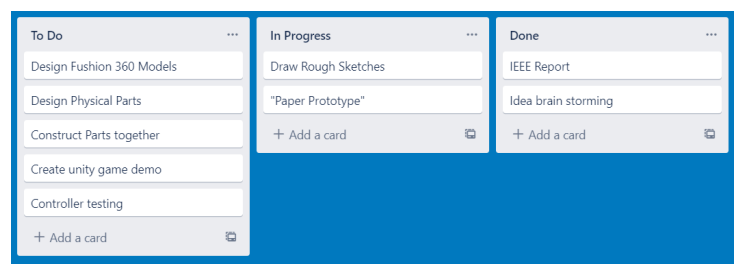 To Do
Design Fushion 360 Models
Design Physical Parts
Construct Parts together
Create unity game demo
Controller testing
+ Add a card
In Progress
Draw Rough Sketches
"Paper Prototype"
+ Add a card
Done
IEEE Report
Idea brain storming
+ Add a card